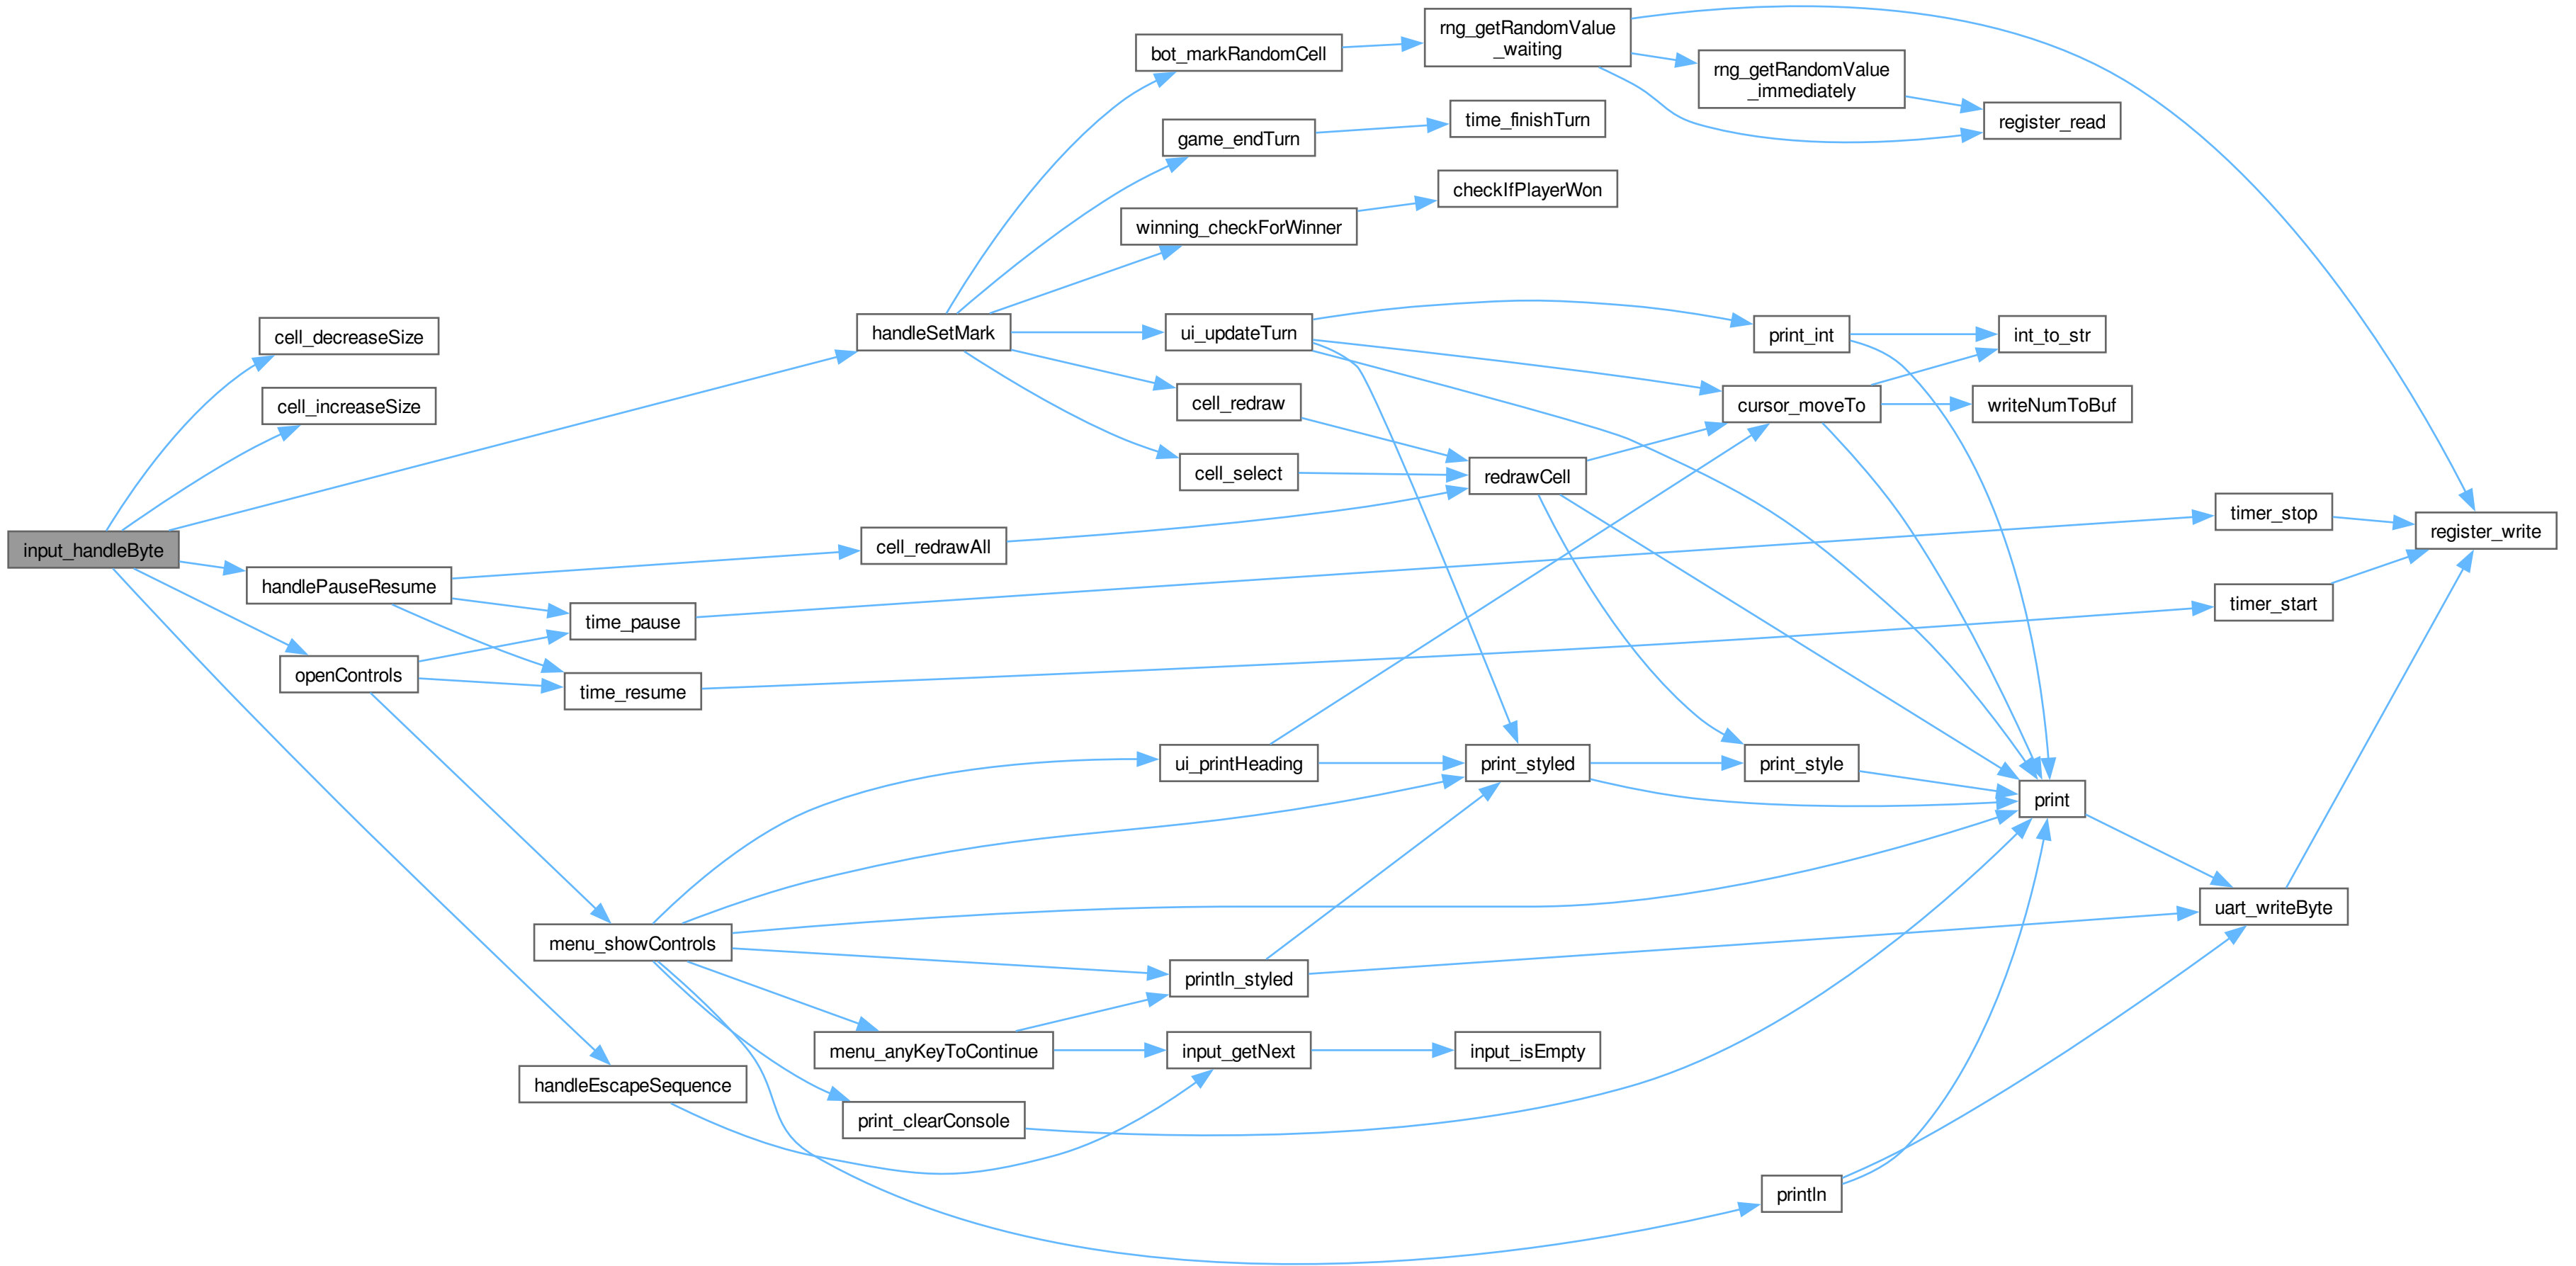 input_handleByte
cell_decreaseSize
cell_increaseSize
handlePauseResume
openControls
handleEscapeSequence
time_pause
time_resume
menu_showControls
handleSetMark
cell_redrawAll
menu_anyKeyToContinue
print_clearConsole
bot_markRandomCell
game_endTurn
winning_checkForWinner
ui_updateTurn
cell_redraw
cell_select
ui_printHeading
println_styled
input_getNext
rng_getRandomValue
_waiting
time_finishTurn
checkIfPlayerWon
redrawCell
print_styled
input_isEmpty
rng_getRandomValue
_immediately
print_int
cursor_moveTo
print_style
println
register_read
int_to_str
writeNumToBuf
print
timer_stop
timer_start
uart_writeByte
register_write